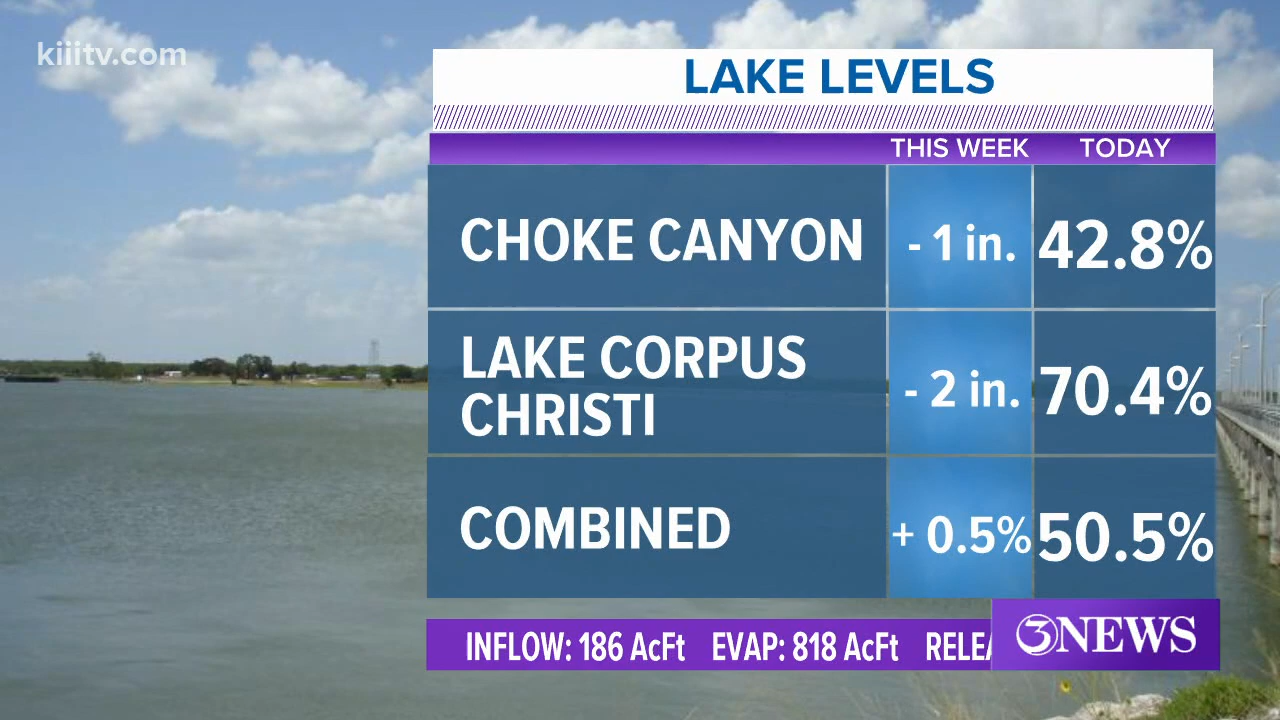 kiiitv.com
LAKE LEVELS
THIS WEEK TODAY
CHOKE CANYON - 1 in. 42.8%
LAKE CORPUS
CHRISTI - 2 in. 70.4%
COMBINED + 0.5% 50.5%
INFLOW: 186 AcFt EVAP: 818 AcFt RELEA
3NEWS